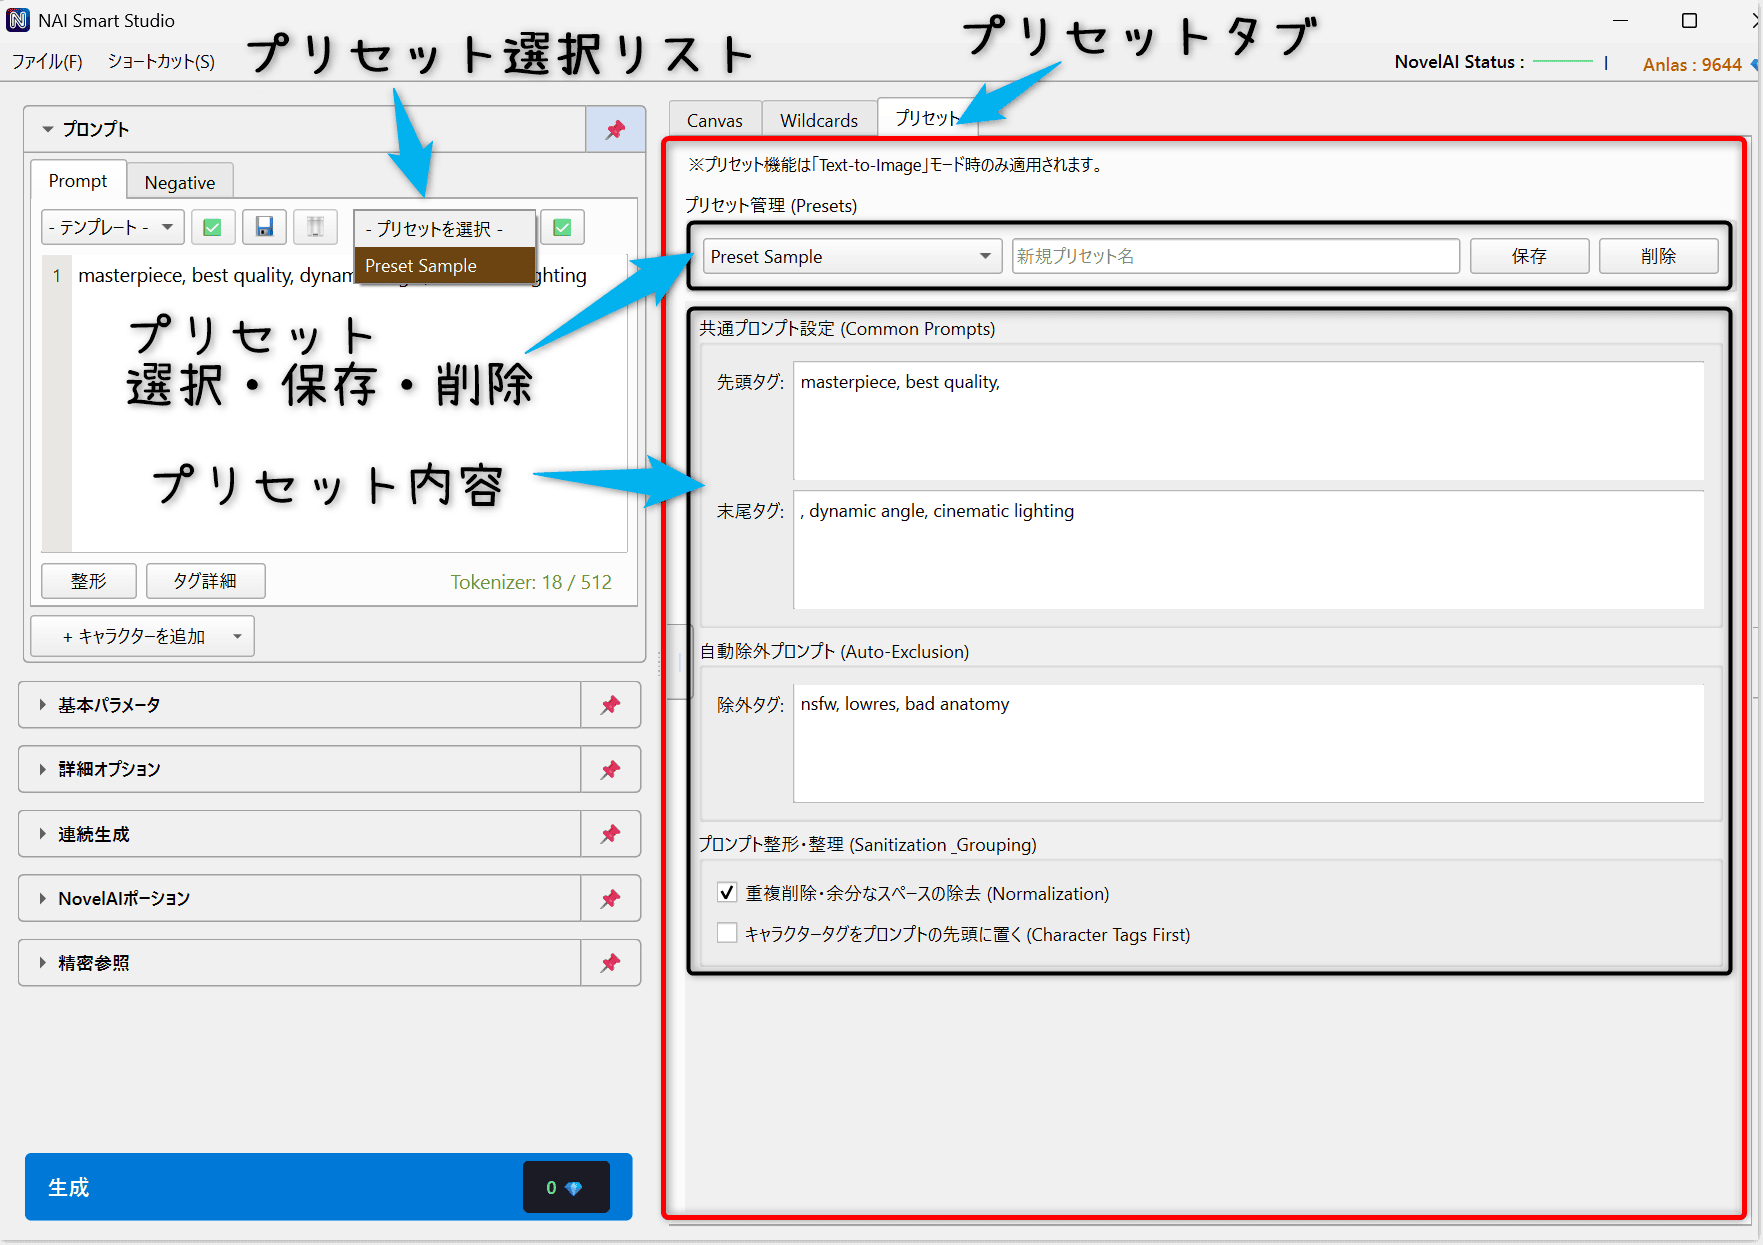 NAI Smart Studio
ファイル(F) ショートカット(S)
プリセット選択リスト
プリセットタブ
NovelAI Status :
Anlas : 9644
プロンプト
Prompt
Negative
- テンプレート -
- プリセットを選択 -
Preset Sample
1 masterpiece, best quality, dynam
ghting
プリセット
選択・保存・削除
プリセット内容
整形
タグ詳細
Tokenizer: 18 / 512
+ キャラクターを追加
基本パラメータ
詳細オプション
連続生成
NovelAIポーション
精密参照
生成
0
Canvas
Wildcards
プリセット
※プリセット機能は「Text-to-Image」モード時のみ適用されます。
プリセット管理 (Presets)
Preset Sample
新規プリセット名
保存
削除
共通プロンプト設定 (Common Prompts)
先頭タグ: masterpiece, best quality,
末尾タグ: , dynamic angle, cinematic lighting
自動除外プロンプト (Auto-Exclusion)
除外タグ: nsfw, lowres, bad anatomy
プロンプト整形・整理 (Sanitization _Grouping)
重複削除・余分なスペースの除去 (Normalization)
キャラクタータグをプロンプトの先頭に置く (Character Tags First)